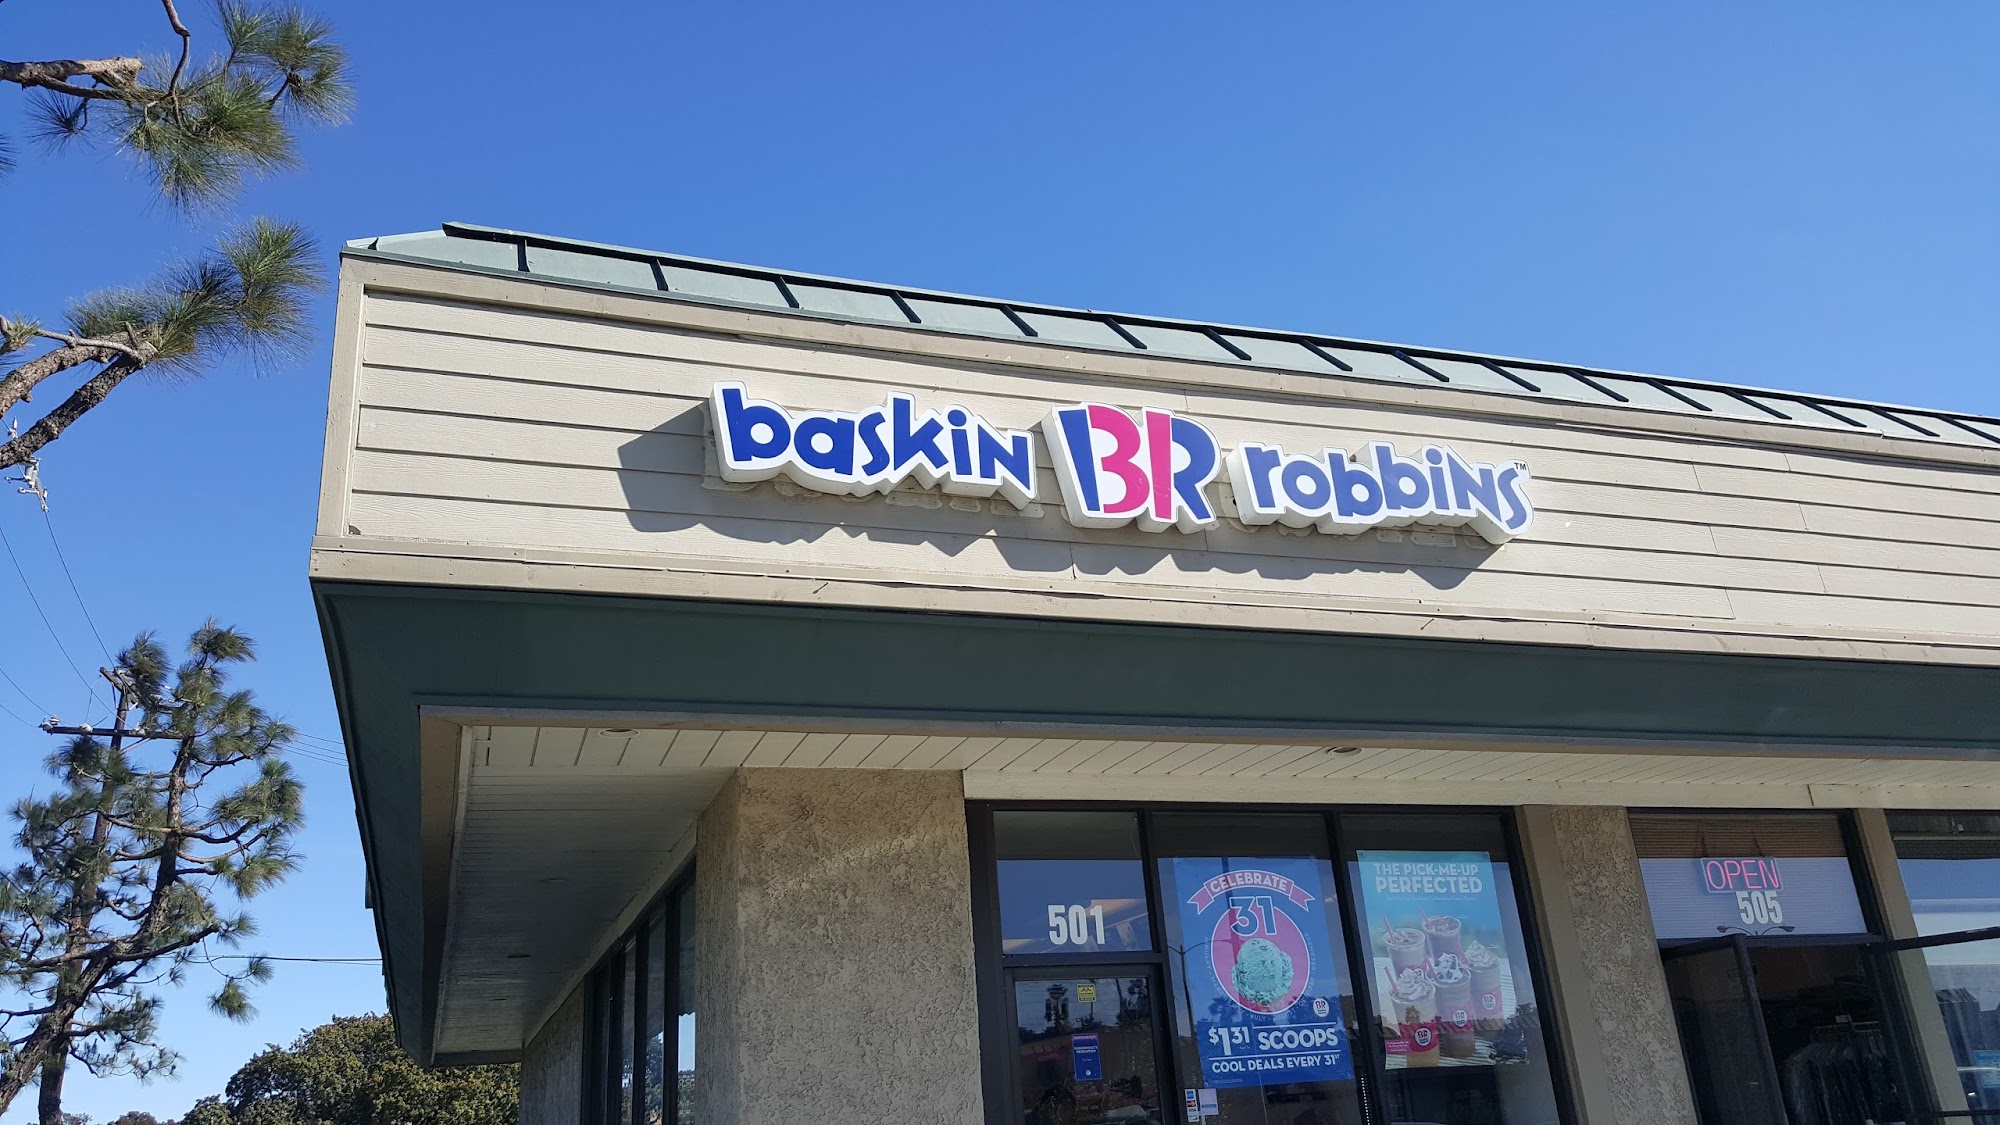 baskin BR robbins™
501
CELEBRATE
31
$1.31 SCOOPS
COOL DEALS EVERY 31ST
THE PICK-ME-UP
PERFECTED
OPEN
505